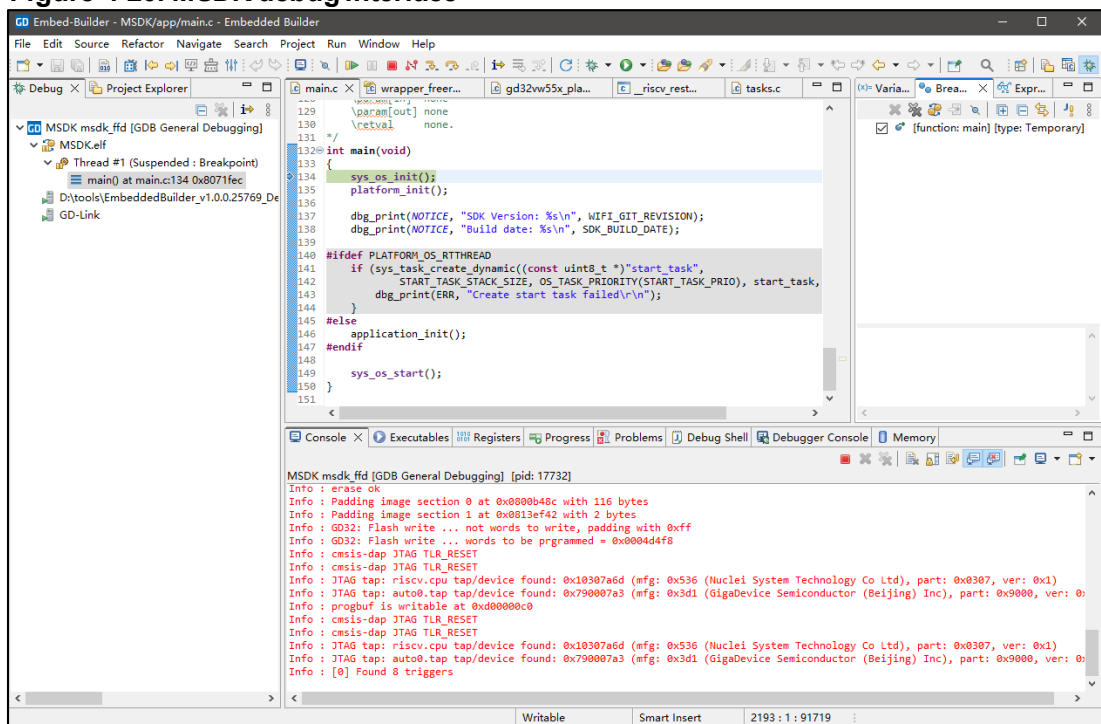 GD Embed-Builder - MSDK/app/main.c - Embedded Builder
File Edit Source Refactor Navigate Search Project Run Window Help
Debug Project Explorer
MSDK msdk_ffd [GDB General Debugging]
MSDK.elf
Thread #1 (Suspended : Breakpoint)
main() at main.c:134 0x8071fec
D:\tools\EmbeddedBuilder_v1.0.0.25769_De
GD-Link
main.c wrapper_freer... gd32vw55x_pla... __riscv_rest... tasks.c
129 \param[out] none
130 \retval none.
131 */
132 int main(void)
133 {
134 sys_os_init();
135 platform_init();
136
137 dbg_print(NOTICE, "SDK Version: %s\n", WIFI_GIT_REVISION);
138 dbg_print(NOTICE, "Build date: %s\n", SDK_BUILD_DATE);
139
140 #ifdef PLATFORM_OS_RTTHREAD
141 if (sys_task_create_dynamic((const uint8_t *)"start_task",
142 START_TASK_STACK_SIZE, OS_TASK_PRIORITY(START_TASK_PRIO), start_task,
143 dbg_print(ERR, "Create start task failed\r\n");
144 }
145 #else
146 application_init();
147 #endif
148
149 sys_os_start();
150 }
151
(x)= Varia... Brea... Expr...
[function: main] [type: Temporary]
Console Executables Registers Progress Problems Debug Shell Debugger Console Memory
MSDK msdk_ffd [GDB General Debugging] [pid: 17732]
Info : erase ok
Info : Padding image section 0 at 0x0800b48c with 116 bytes
Info : Padding image section 1 at 0x0813ef42 with 2 bytes
Info : GD32: Flash write ... not words to write, padding with 0xff
Info : GD32: Flash write ... words to be prgrammed = 0x0004d4f8
Info : cmsis-dap JTAG TLR_RESET
Info : cmsis-dap JTAG TLR_RESET
Info : JTAG tap: riscv.cpu tap/device found: 0x10307a6d (mfg: 0x536 (Nuclei System Technology Co Ltd), part: 0x0307, ver: 0x1)
Info : JTAG tap: auto0.tap tap/device found: 0x790007a3 (mfg: 0x3d1 (GigaDevice Semiconductor (Beijing) Inc), part: 0x9000, ver: 0x
Info : progbuf is writable at 0xd00000c0
Info : cmsis-dap JTAG TLR_RESET
Info : cmsis-dap JTAG TLR_RESET
Info : JTAG tap: riscv.cpu tap/device found: 0x10307a6d (mfg: 0x536 (Nuclei System Technology Co Ltd), part: 0x0307, ver: 0x1)
Info : JTAG tap: auto0.tap tap/device found: 0x790007a3 (mfg: 0x3d1 (GigaDevice Semiconductor (Beijing) Inc), part: 0x9000, ver: 0x
Info : [0] Found 8 triggers
Writable Smart Insert 2193 : 1 : 91719